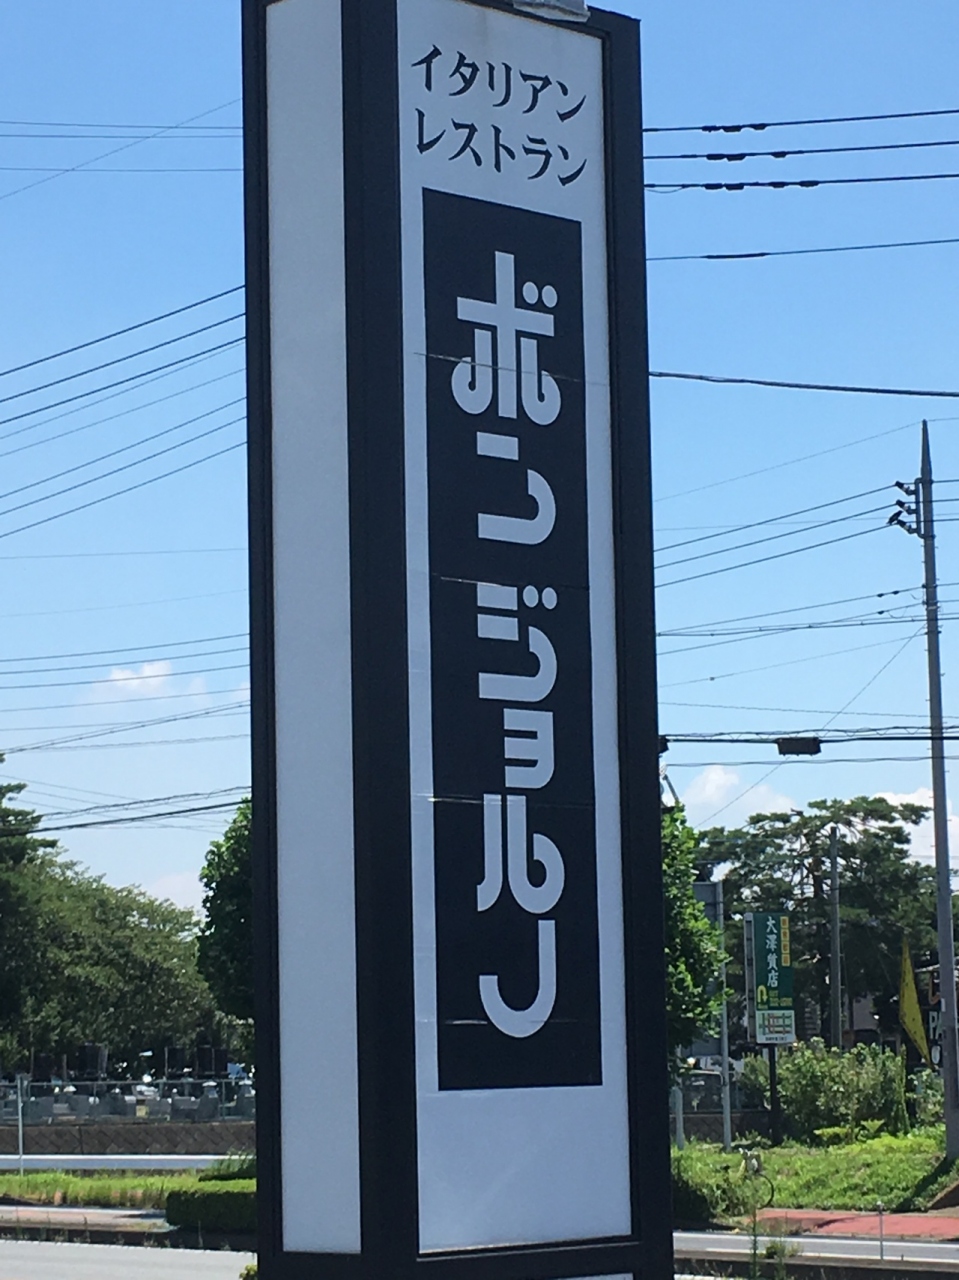 イタリアン
レストラン
ボンジョルノ
大澤質店